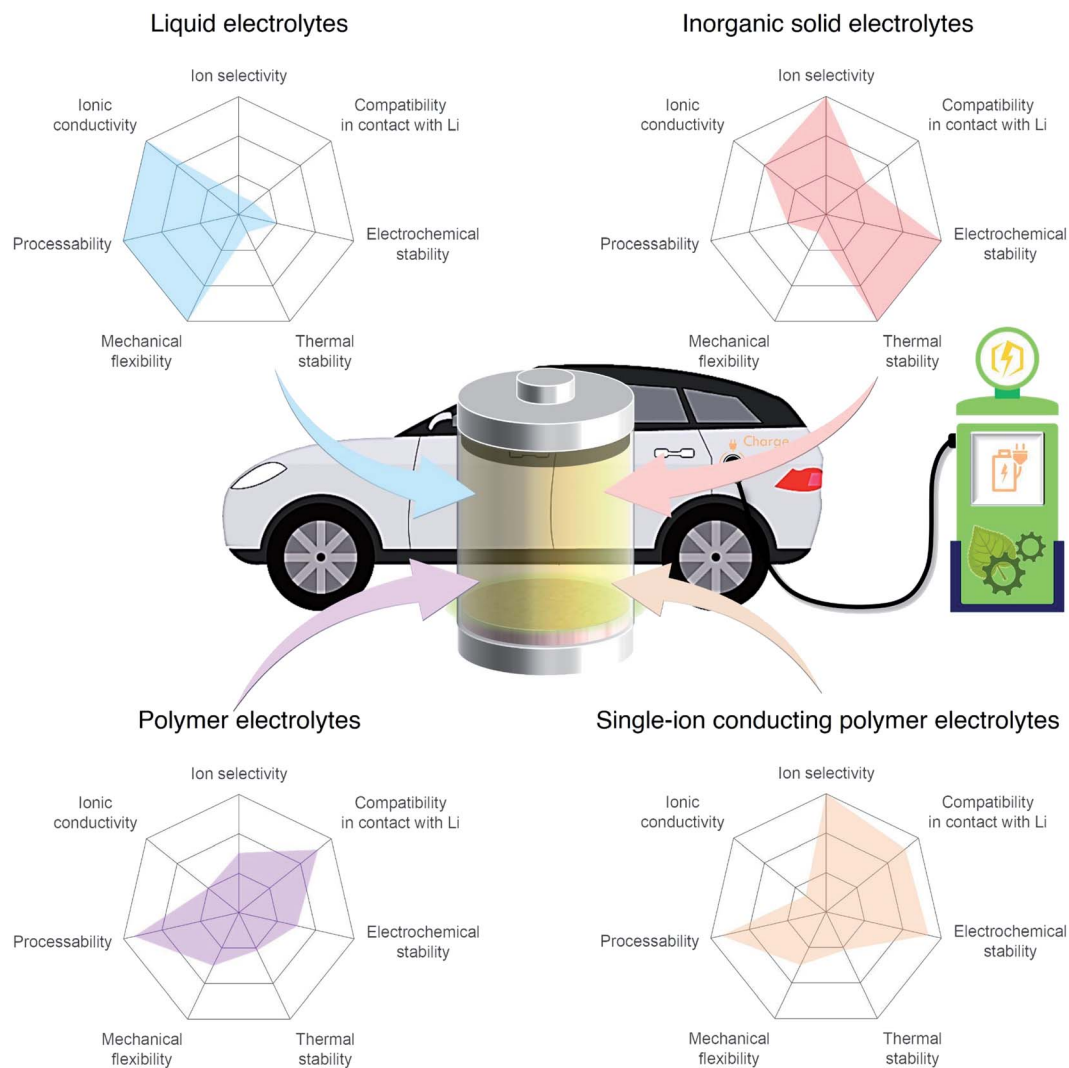 Liquid electrolytes
Ion selectivity
Ionic
conductivity
Compatibility
in contact with Li
Processability
Electrochemical
stability
Mechanical
flexibility
Thermal
stability
Inorganic solid electrolytes
Ion selectivity
Ionic
conductivity
Compatibility
in contact with Li
Processability
Electrochemical
stability
Mechanical
flexibility
Thermal
stability
Charge
Polymer electrolytes
Ion selectivity
Ionic
conductivity
Compatibility
in contact with Li
Processability
Electrochemical
stability
Mechanical
flexibility
Thermal
stability
Single-ion conducting polymer electrolytes
Ion selectivity
Ionic
conductivity
Compatibility
in contact with Li
Processability
Electrochemical
stability
Mechanical
flexibility
Thermal
stability